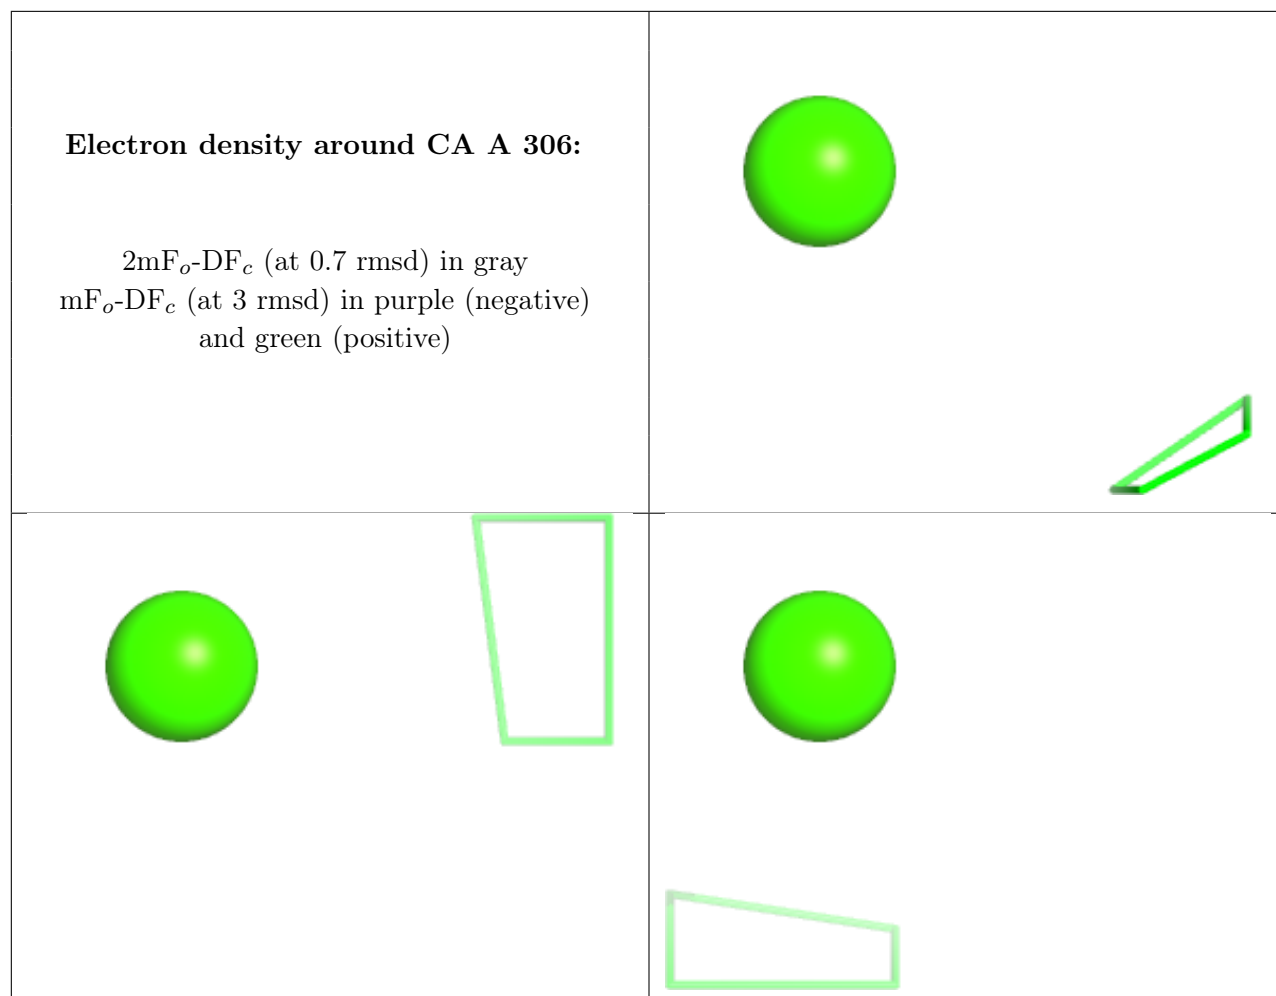 Electron density around CA A 306:
2mFo-DFc (at 0.7 rmsd) in gray
mFo-DFc (at 3 rmsd) in purple (negative)
and green (positive)